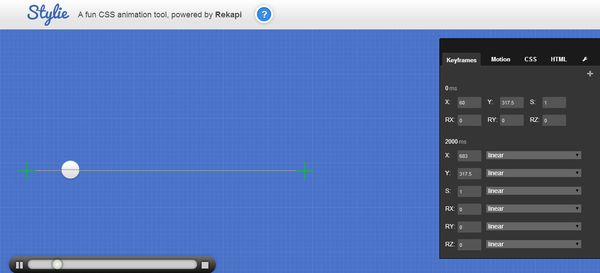 Stylie A fun CSS animation tool, powered by Rekapi ?
Keyframes Motion CSS HTML
+
0 ms
X: 60 Y: 317.5 S: 1
RX: 0 RY: 0 RZ: 0
2000 ms
X: 683 linear
Y: 317.5 linear
S: 1 linear
RX: 0 linear
RY: 0 linear
RZ: 0 linear